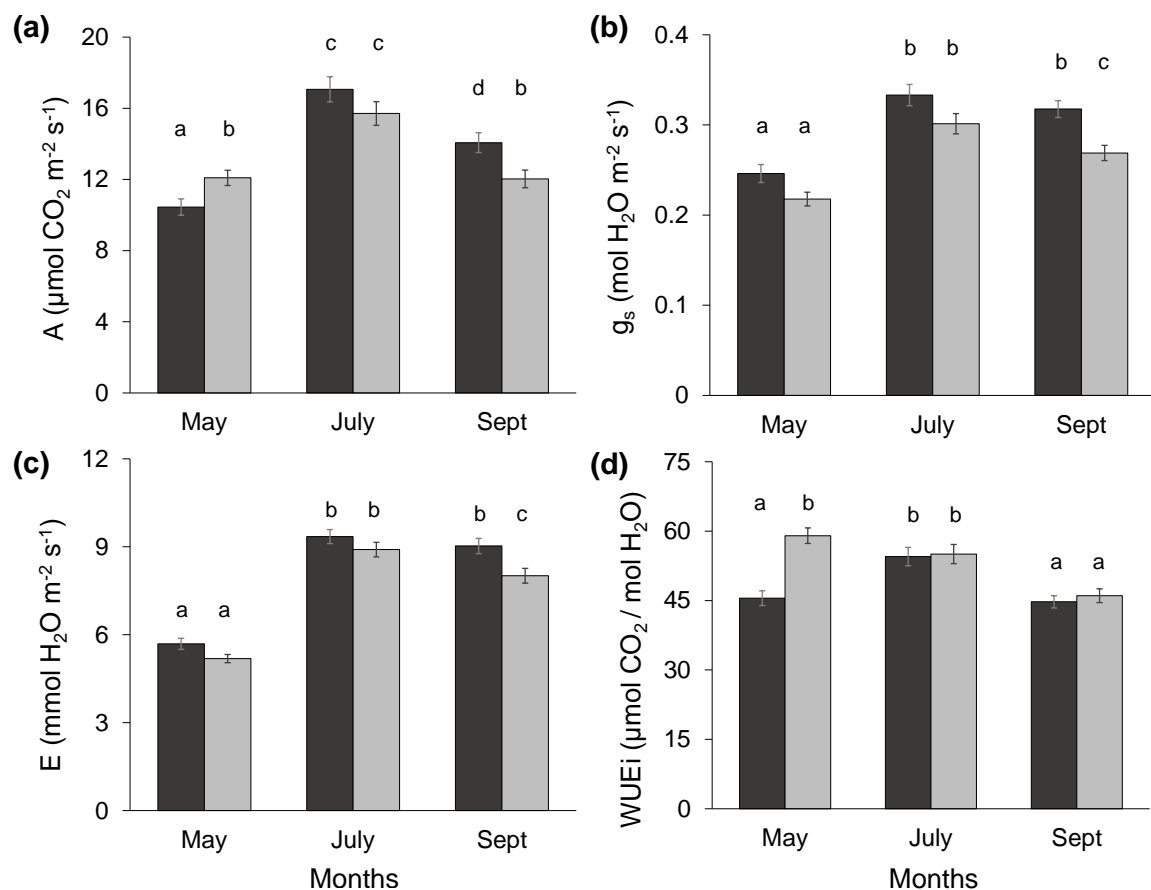 (a)
A (µmol CO₂ m⁻² s⁻¹)
20
16
12
8
4
0
a b
c c
d b
May July Sept
(b)
gₛ (mol H₂O m⁻² s⁻¹)
0.4
0.3
0.2
0.1
0
a a
b b
b c
May July Sept
(c)
E (mmol H₂O m⁻² s⁻¹)
12
9
6
3
0
a a
b b
b c
May July Sept
Months
(d)
WUEi (µmol CO₂ / mol H₂O)
75
60
45
30
15
0
a b
b b
a a
May July Sept
Months